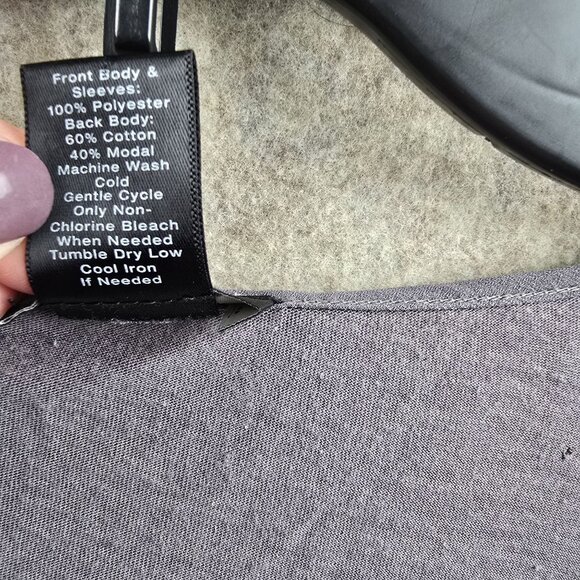 Front Body &
Sleeves:
100% Polyester
Back Body:
60% Cotton
40% Modal
Machine Wash
Cold
Gentle Cycle
Only Non-
Chlorine Bleach
When Needed
Tumble Dry Low
Cool Iron
If Needed